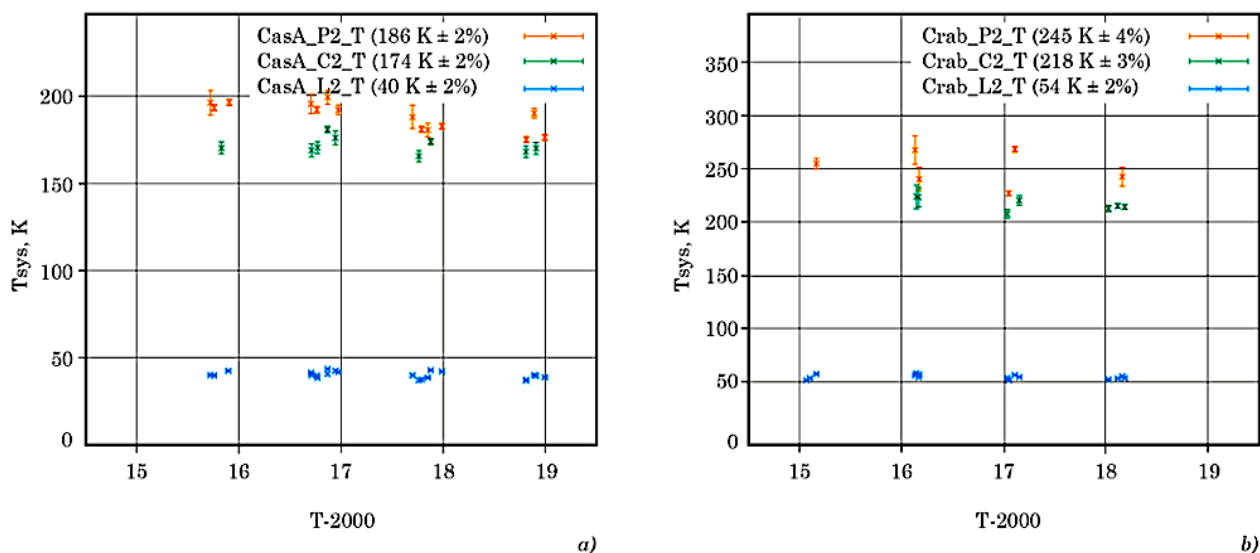 CasA_P2_T (186 K ± 2%)
CasA_C2_T (174 K ± 2%)
CasA_L2_T (40 K ± 2%)
200
150
100
50
0
Tsys, K
15 16 17 18 19
T-2000
a)
Crab_P2_T (245 K ± 4%)
Crab_C2_T (218 K ± 3%)
Crab_L2_T (54 K ± 2%)
350
300
250
200
150
100
50
0
Tsys, K
15 16 17 18 19
T-2000
b)